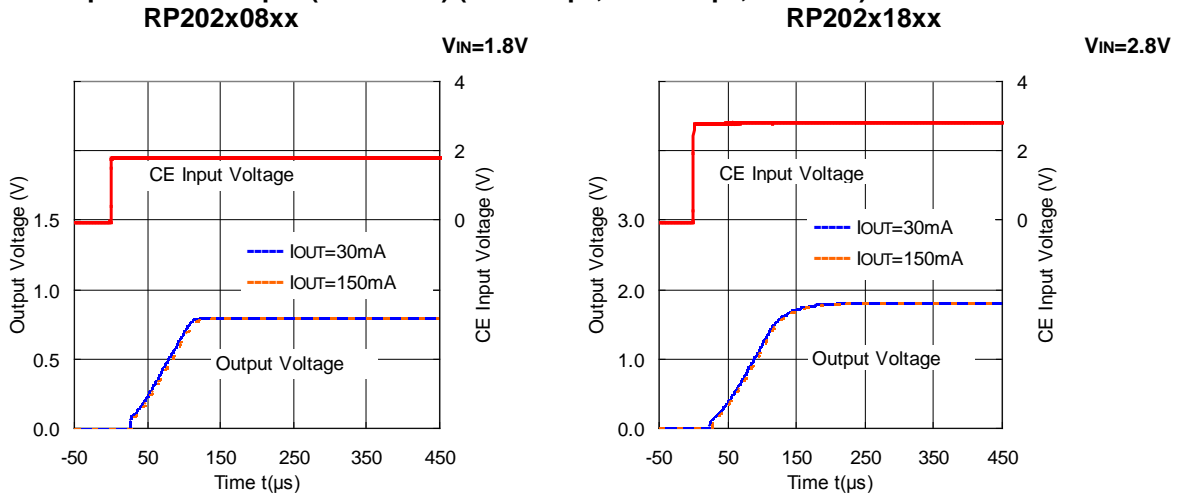 RP202x08xx
VIN=1.8V
4
2
0
1.5
1.0
0.5
0.0
Output Voltage (V)
CE Input Voltage (V)
CE Input Voltage
IOUT=30mA
IOUT=150mA
Output Voltage
-50 50 150 250 350 450
Time t(µs)
RP202x18xx
VIN=2.8V
4
2
0
3.0
2.0
1.0
0.0
Output Voltage (V)
CE Input Voltage (V)
CE Input Voltage
IOUT=30mA
IOUT=150mA
Output Voltage
-50 50 150 250 350 450
Time t(µs)